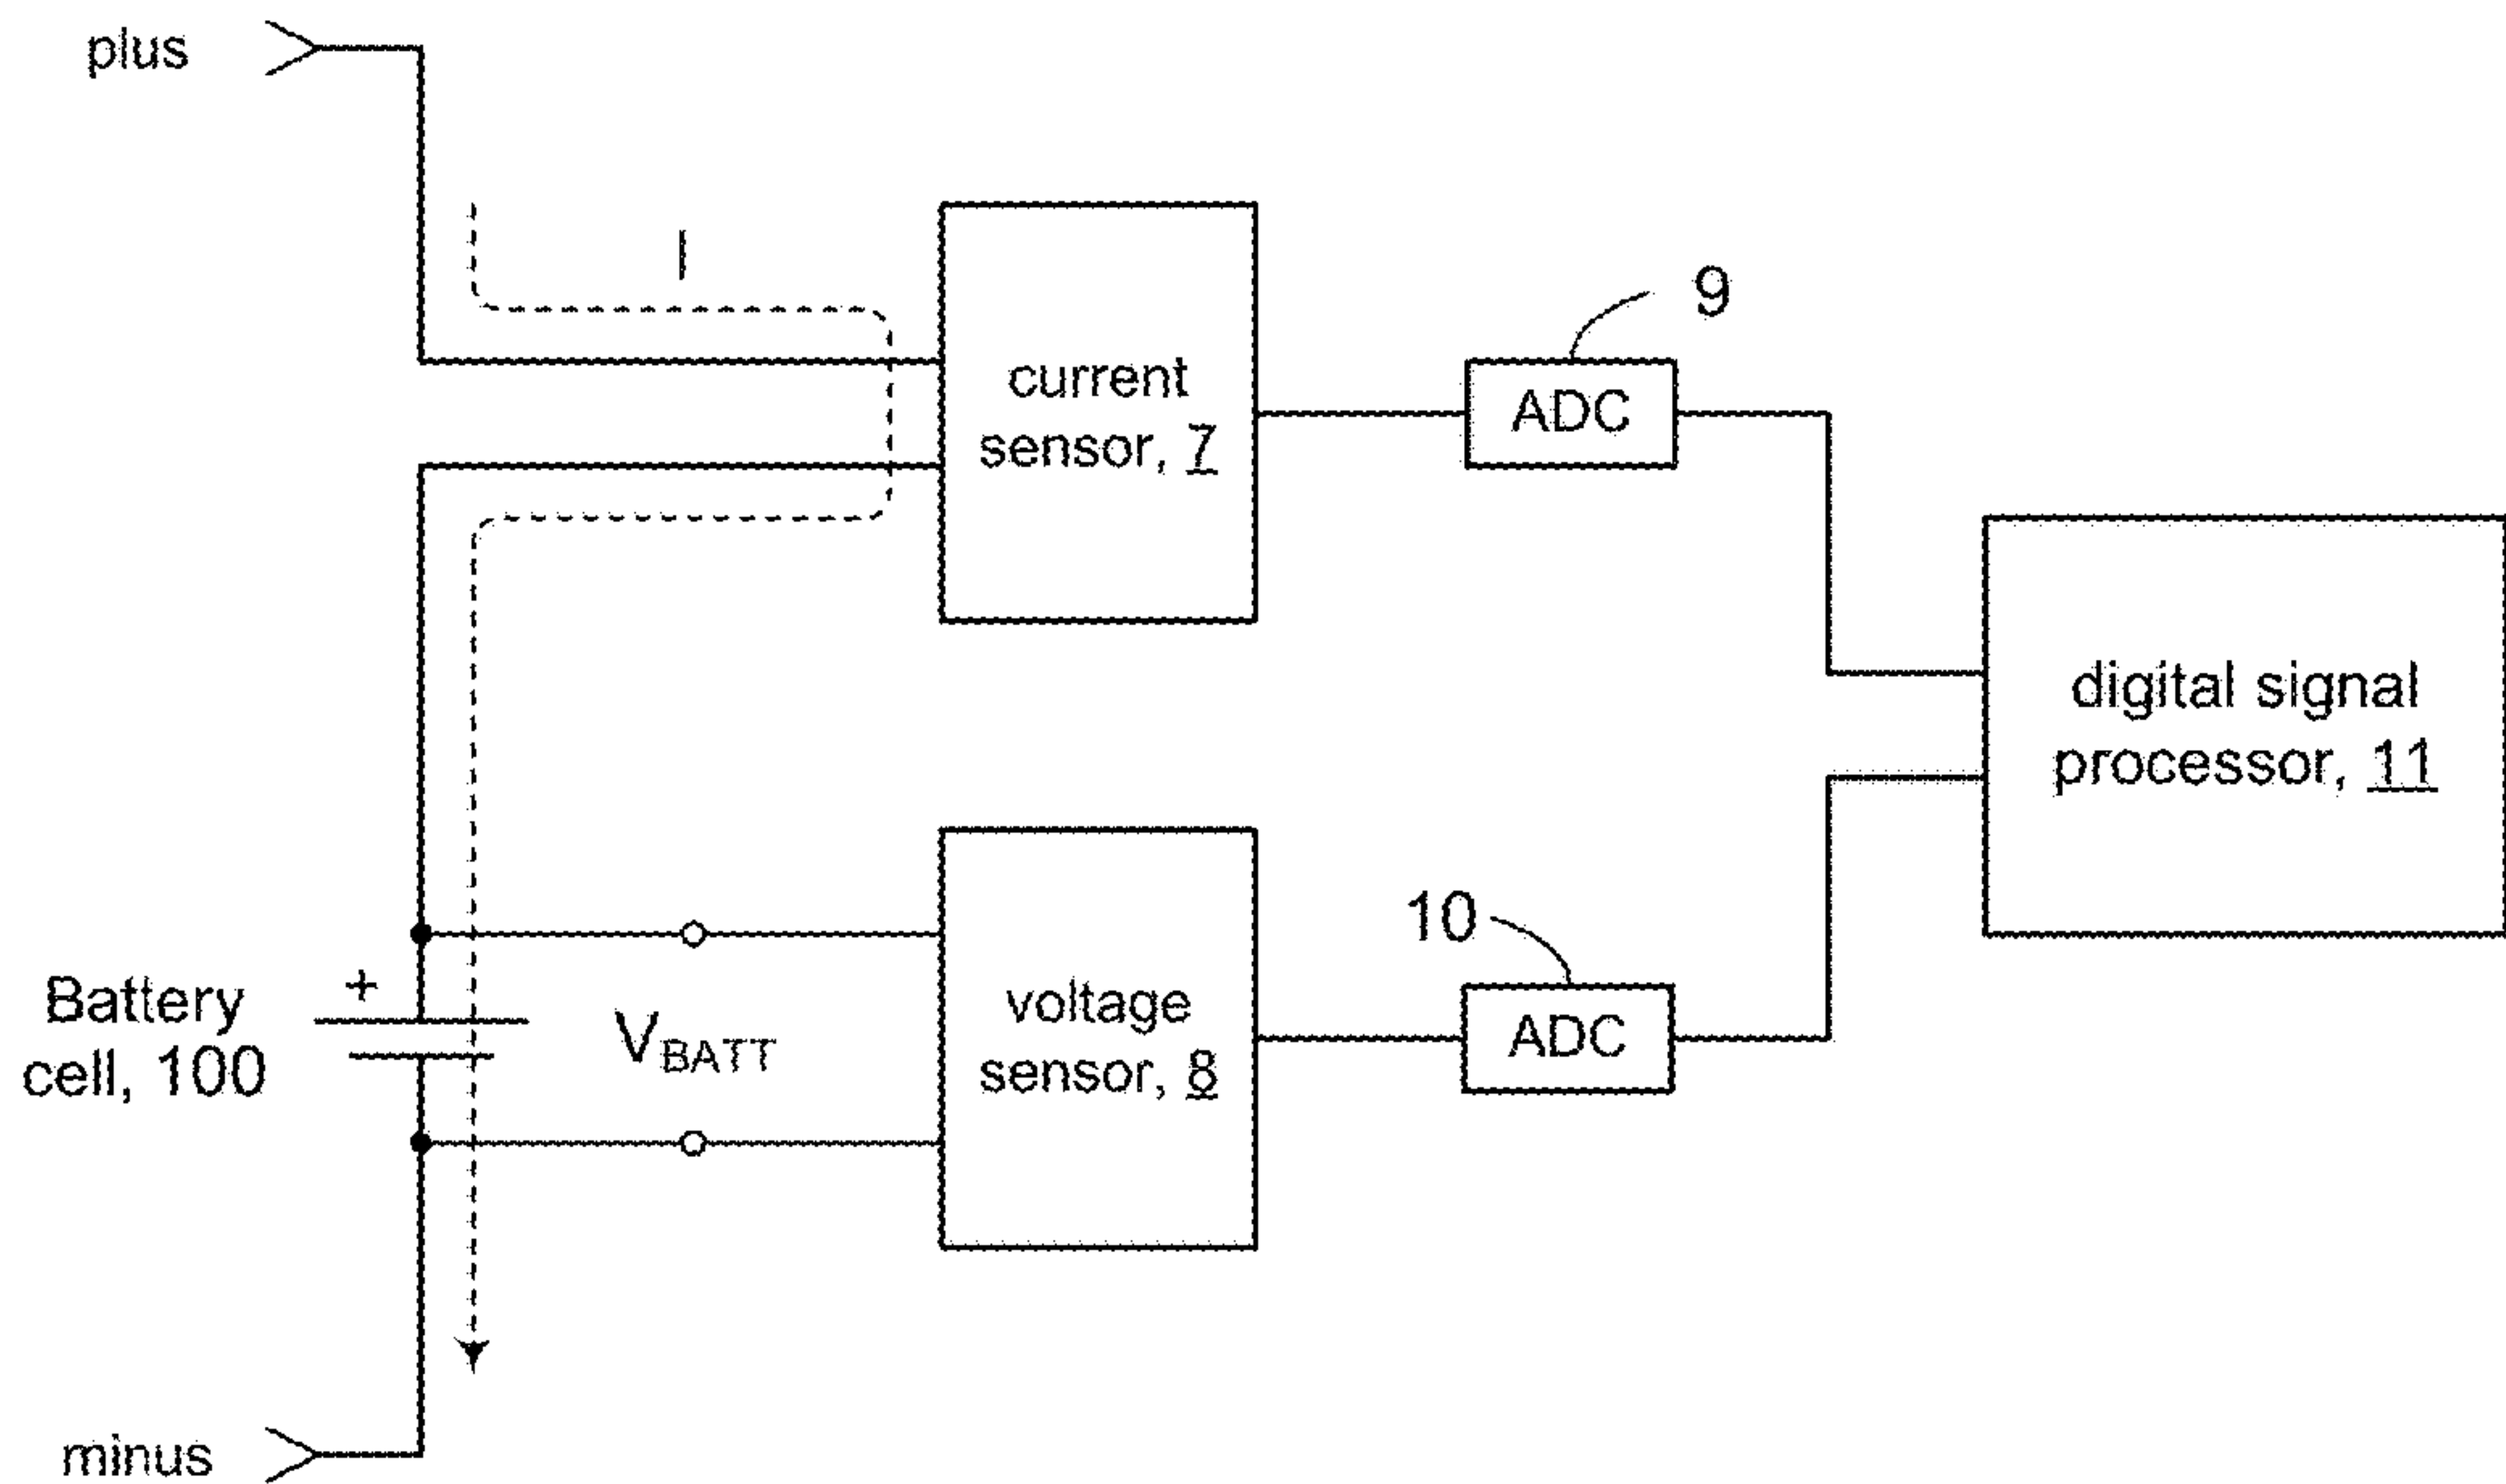 plus
I
current
sensor, 7
9
ADC
digital signal
processor, 11
10
Battery
cell, 100
+
VBATT
voltage
sensor, 8
ADC
minus